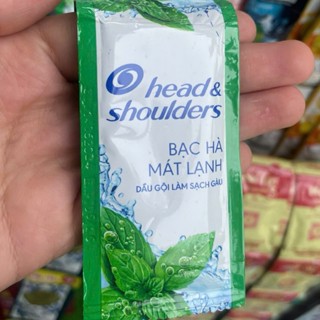 head &
shoulders
BẠC HÀ
MÁT LẠNH
DẦU GỘI LÀM SẠCH GÀU